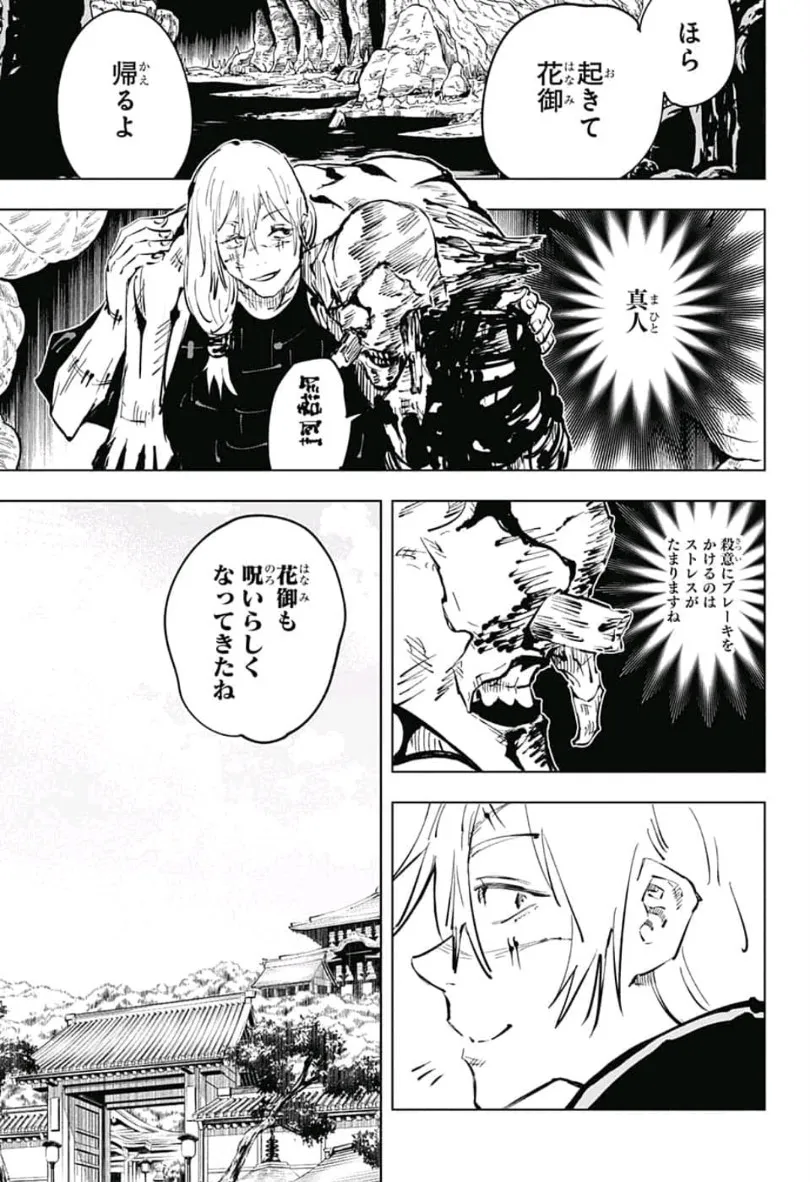 ほら
起きて
花御
帰るよ
真人
殺意にブレーキを
かけるのは
ストレスが
たまりますね
花御も
呪いらしく
なってきたね